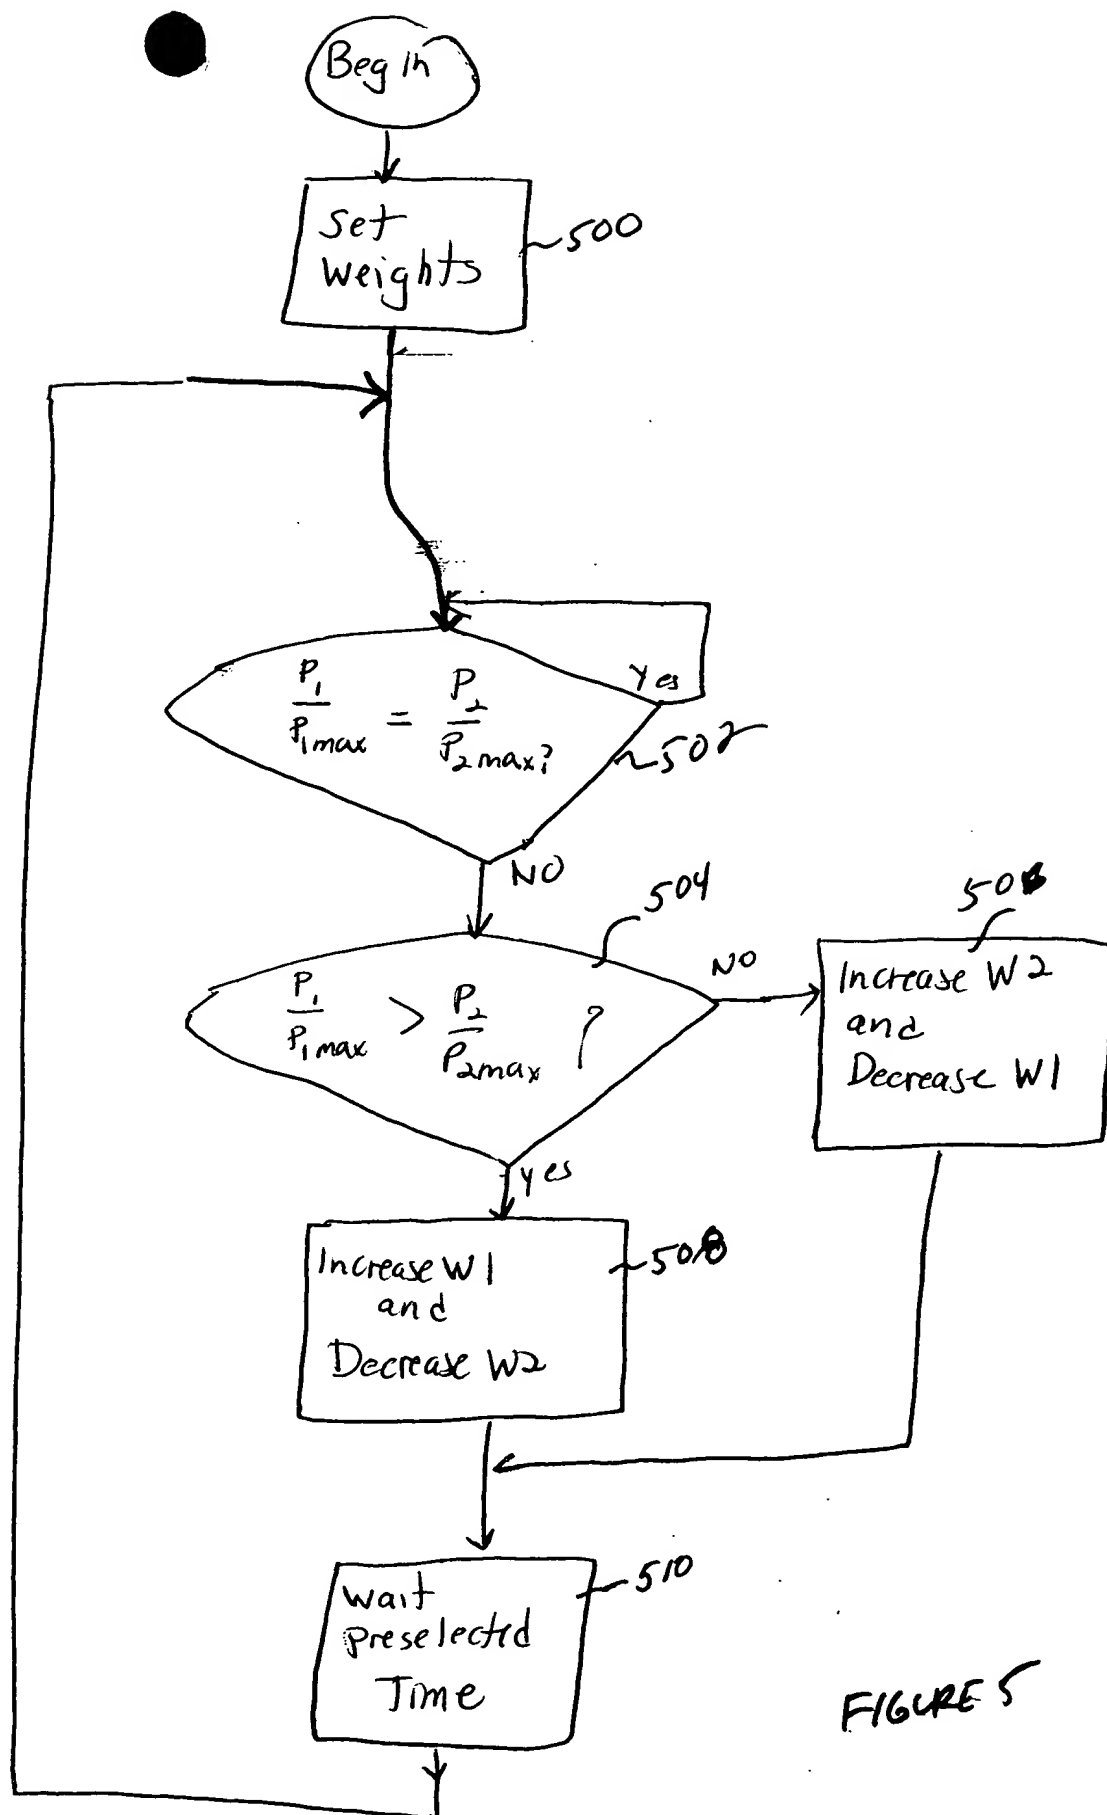 Begin
Set
Weights
500
P1/P1max = P2/P2max?
Yes
502
NO
504
P1/P1max > P2/P2max ?
NO
Increase W2
and
Decrease W1
Yes
Increase W1
and
Decrease W2
508
Wait
preselected
Time
510
FIGURE 5